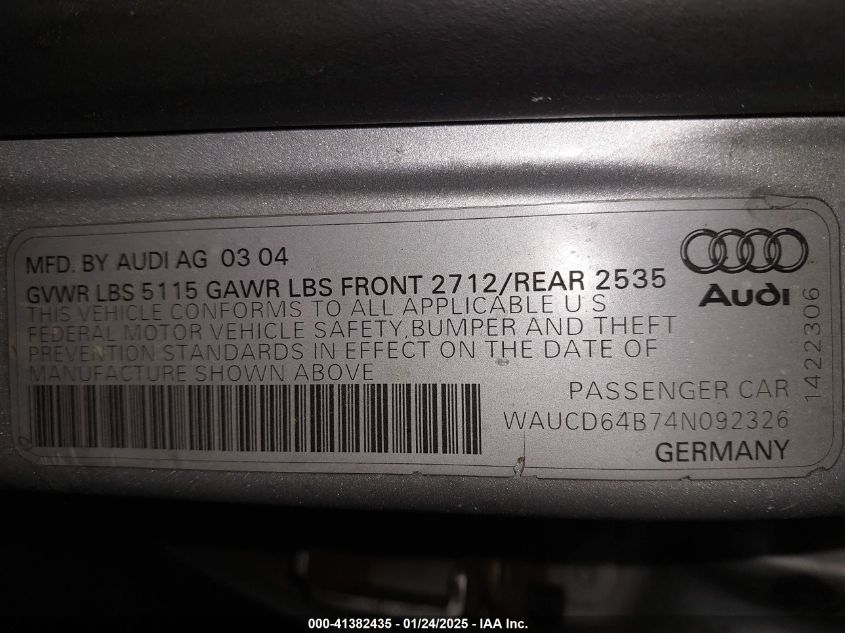 MFD. BY AUDI AG 03 04
GVWR LBS 5115 GAWR LBS FRONT 2712/REAR 2535
THIS VEHICLE CONFORMS TO ALL APPLICABLE U S
FEDERAL MOTOR VEHICLE SAFETY,BUMPER AND THEFT
PREVENTION STANDARDS IN EFFECT ON THE DATE OF
MANUFACTURE SHOWN ABOVE
Audi
1422306
PASSENGER CAR
WAUCD64B74N092326
GERMANY
000-41382435 - 01/24/2025 - IAA Inc.